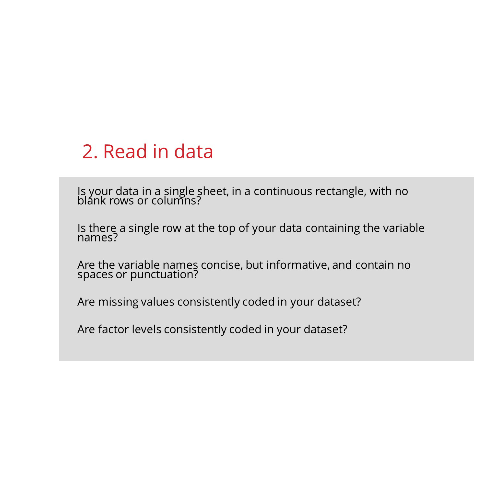 2. Read in data
Is your data in a single sheet, in a continuous rectangle, with no
blank rows or columns?
Is there a single row at the top of your data containing the variable
names?
Are the variable names concise, but informative, and contain no
spaces or punctuation?
Are missing values consistently coded in your dataset?
Are factor levels consistently coded in your dataset?